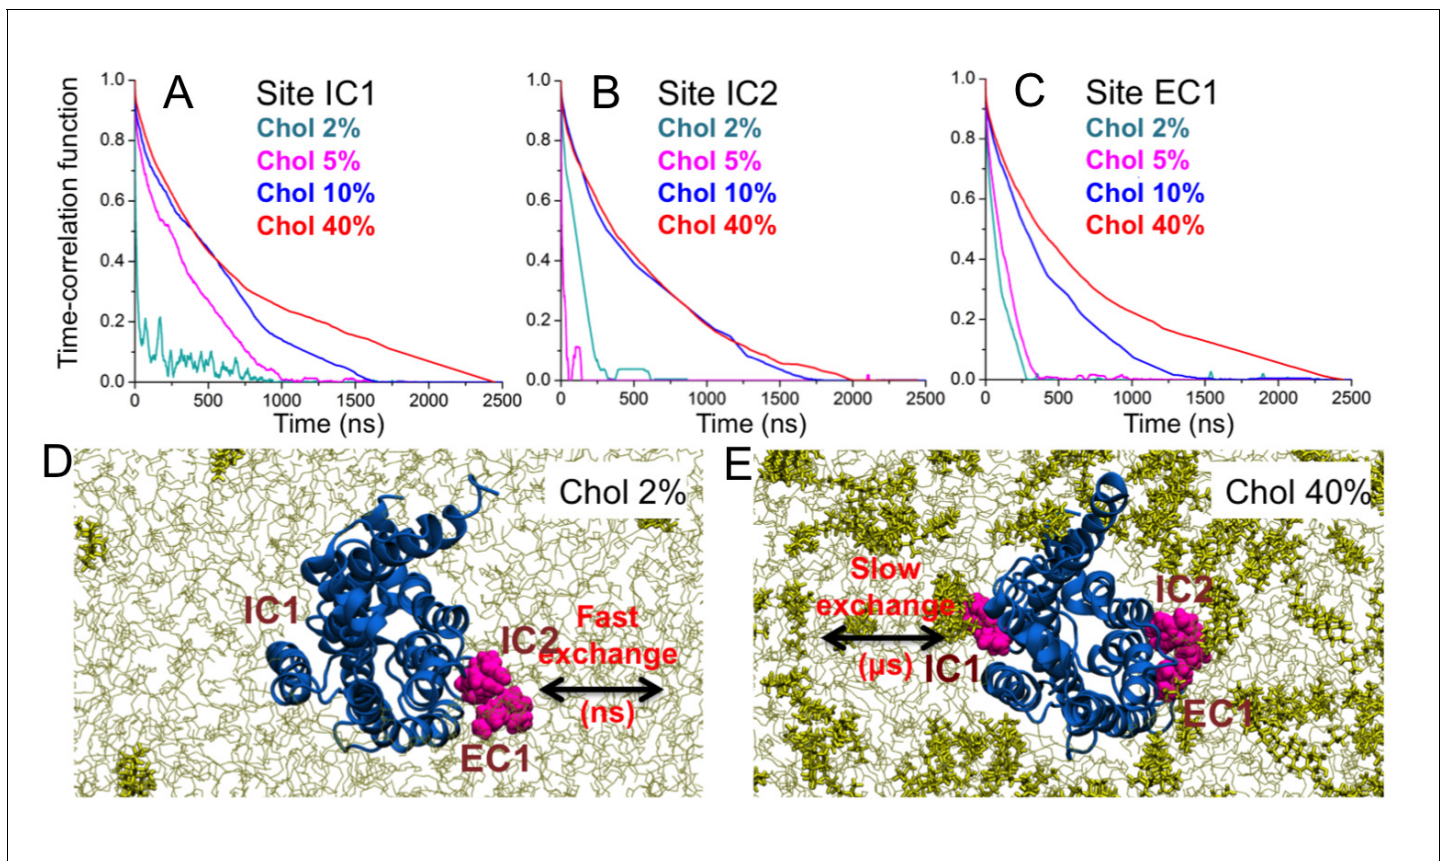 A
Site IC1
Chol 2%
Chol 5%
Chol 10%
Chol 40%
Time-correlation function
1.0
0.8
0.6
0.4
0.2
0.0
0
500
1000
1500
2000
2500
Time (ns)
B
Site IC2
Chol 2%
Chol 5%
Chol 10%
Chol 40%
1.0
0.8
0.6
0.4
0.2
0.0
0
500
1000
1500
2000
2500
Time (ns)
C
Site EC1
Chol 2%
Chol 5%
Chol 10%
Chol 40%
1.0
0.8
0.6
0.4
0.2
0.0
0
500
1000
1500
2000
2500
Time (ns)
D
Chol 2%
IC1
IC2
Fast
exchange
(ns)
EC1
E
Chol 40%
Slow
exchange
(µs)
IC1
IC2
EC1